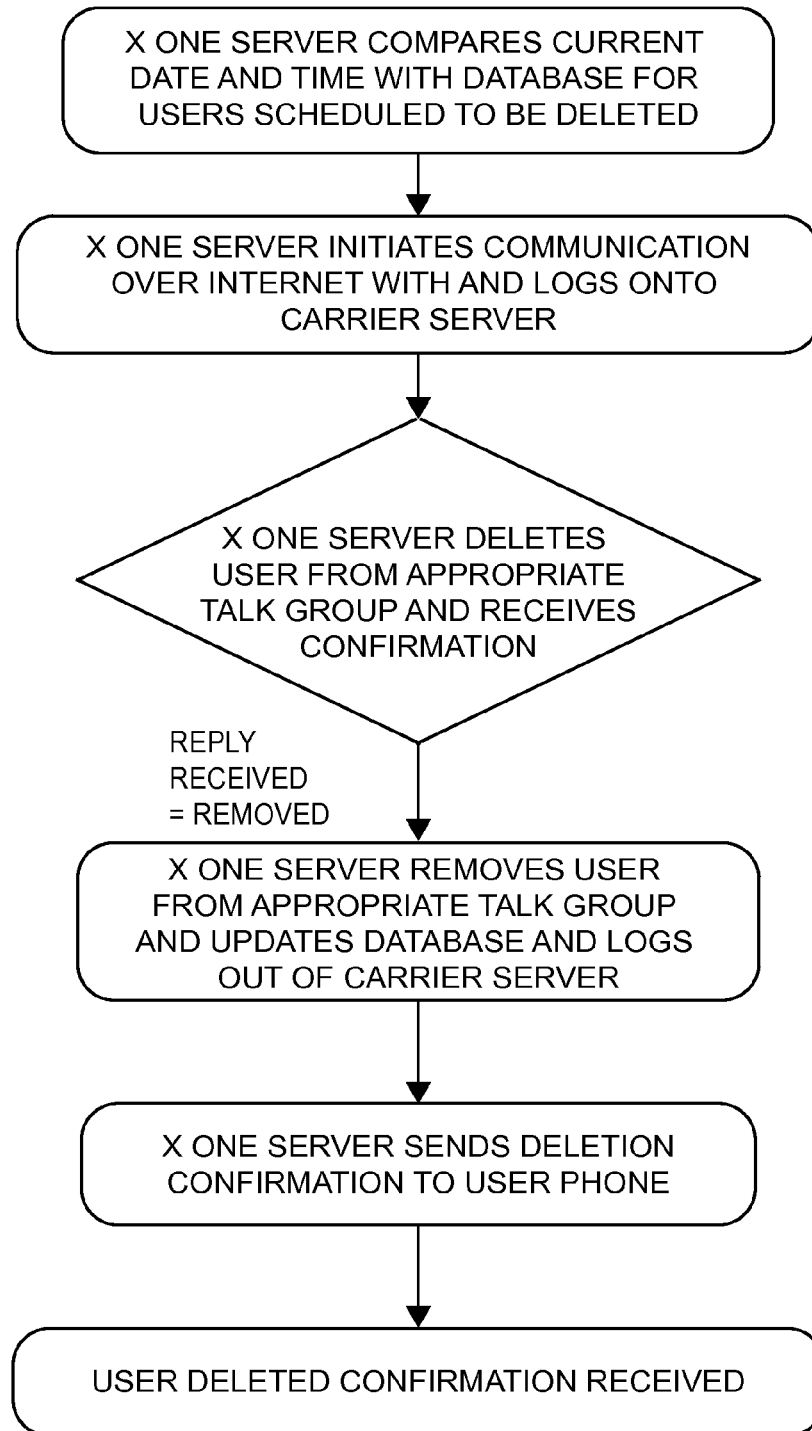 X ONE SERVER COMPARES CURRENT
DATE AND TIME WITH DATABASE FOR
USERS SCHEDULED TO BE DELETED
X ONE SERVER INITIATES COMMUNICATION
OVER INTERNET WITH AND LOGS ONTO
CARRIER SERVER
X ONE SERVER DELETES
USER FROM APPROPRIATE
TALK GROUP AND RECEIVES
CONFIRMATION
REPLY
RECEIVED
= REMOVED
X ONE SERVER REMOVES USER
FROM APPROPRIATE TALK GROUP
AND UPDATES DATABASE AND LOGS
OUT OF CARRIER SERVER
X ONE SERVER SENDS DELETION
CONFIRMATION TO USER PHONE
USER DELETED CONFIRMATION RECEIVED